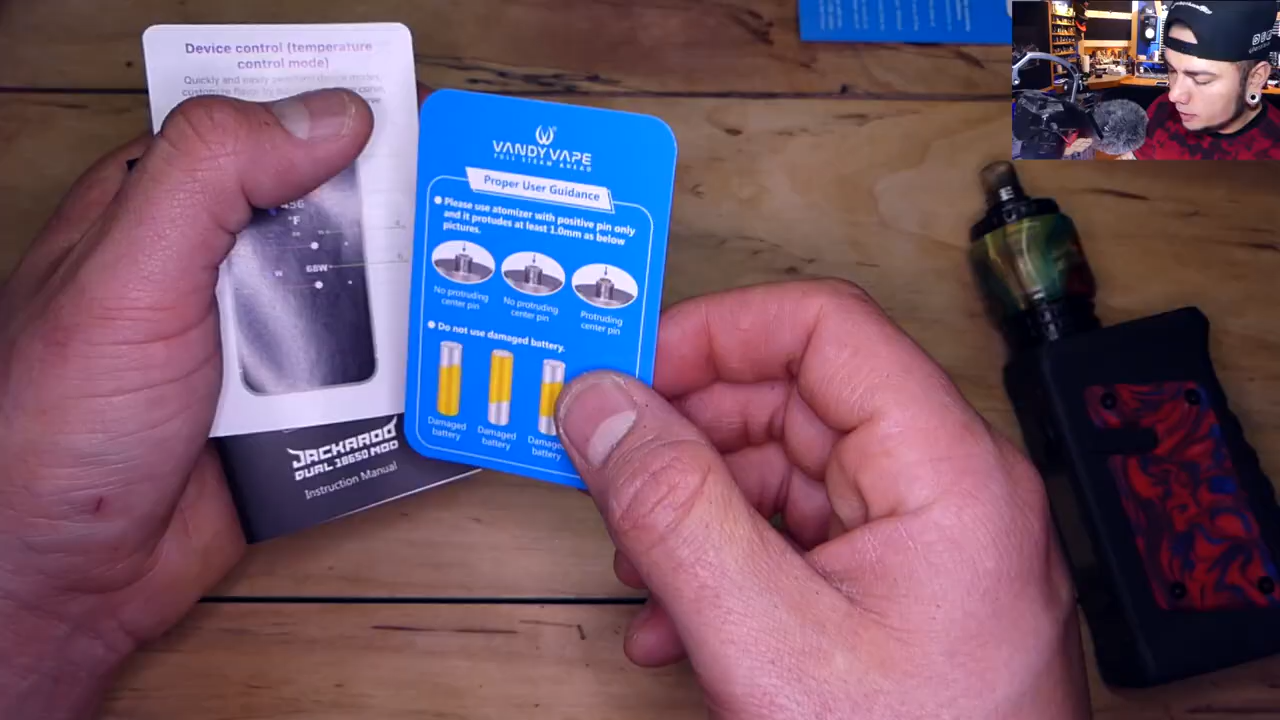 Device control (temperature
control mode)
Quickly and easily
456
°F
W
68W
JACKAROO
DUAL 18650 MOD
Instruction Manual
VANDY VAPE
FULL STEAM AHEAD
Proper User Guidance
Please use atomizer with positive pin only
and it protudes at least 1.0mm as below
pictures.
No protruding
center pin
No protruding
center pin
Protruding
center pin
Do not use damaged battery.
Damaged
battery
Damaged
battery
battery